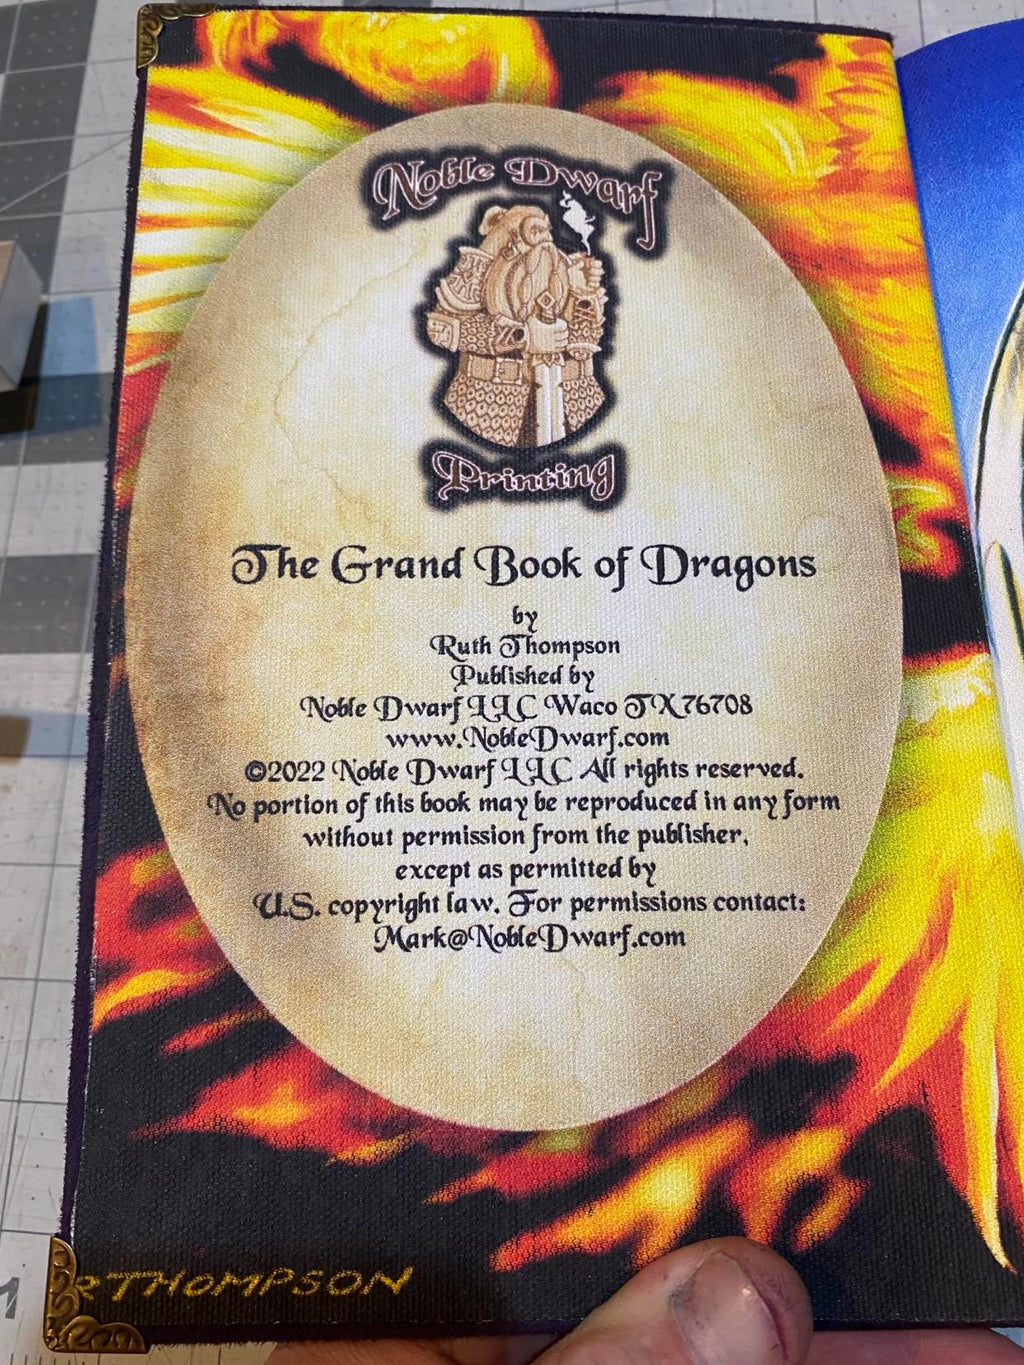 Noble Dwarf
Printing
The Grand Book of Dragons
by
Ruth Thompson
Published by
Noble Dwarf LLC Waco TX 76708
www.NobleDwarf.com
©2022 Noble Dwarf LLC All rights reserved.
No portion of this book may be reproduced in any form
without permission from the publisher,
except as permitted by
U.S. copyright law. For permissions contact:
Mark@NobleDwarf.com
RTHOMPSON